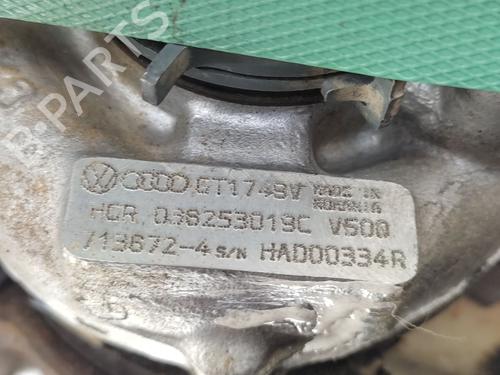 B-PARTS
GT1749V MADE IN
ROMANIA
HCR 038253019C V500
713672-4 S/N HAD00334R